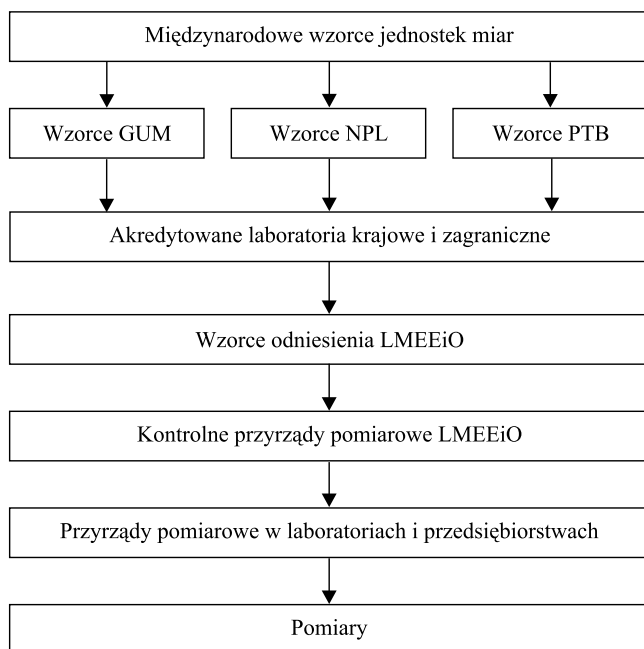 Międzynarodowe wzorce jednostek miar
Wzorce GUM
Wzorce NPL
Wzorce PTB
Akredytowane laboratoria krajowe i zagraniczne
Wzorce odniesienia LMEEiO
Kontrolne przyrządy pomiarowe LMEEiO
Przyrządy pomiarowe w laboratoriach i przedsiębiorstwach
Pomiary